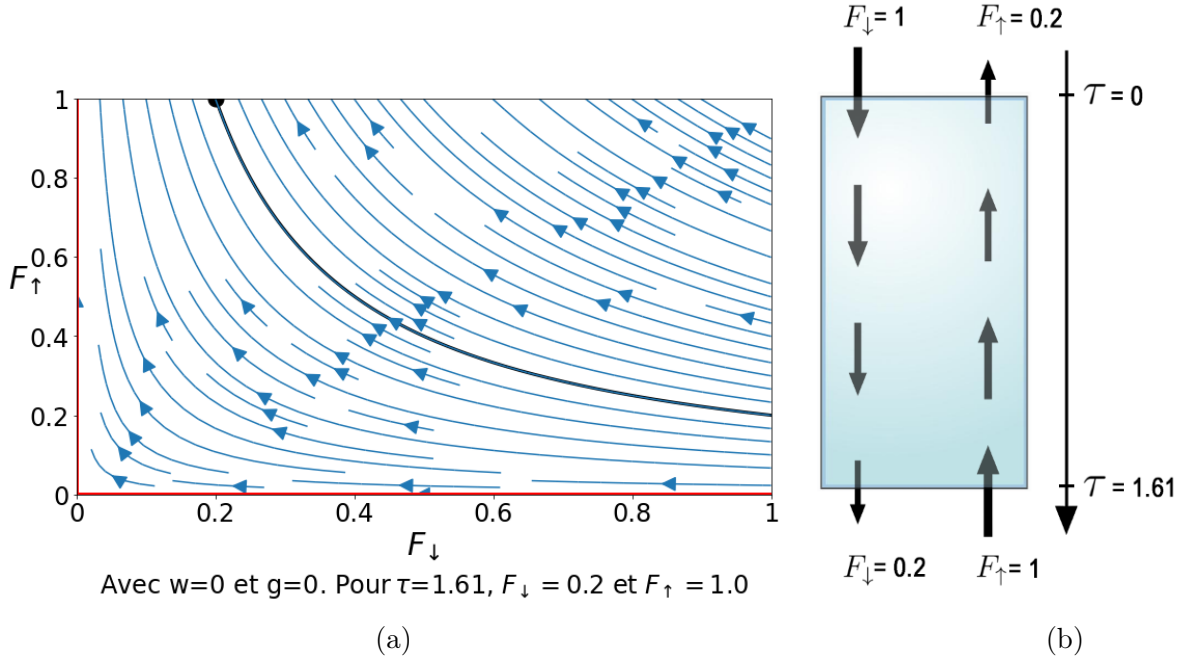 F↓ = 1
F↑ = 0.2
τ = 0
1
0.8
0.6
F↑
0.4
0.2
0
0
0.2
0.4
0.6
0.8
1
F↓
τ = 1.61
F↓ = 0.2
F↑ = 1
Avec w=0 et g=0. Pour τ=1.61, F↓ = 0.2 et F↑ = 1.0
(a)
(b)